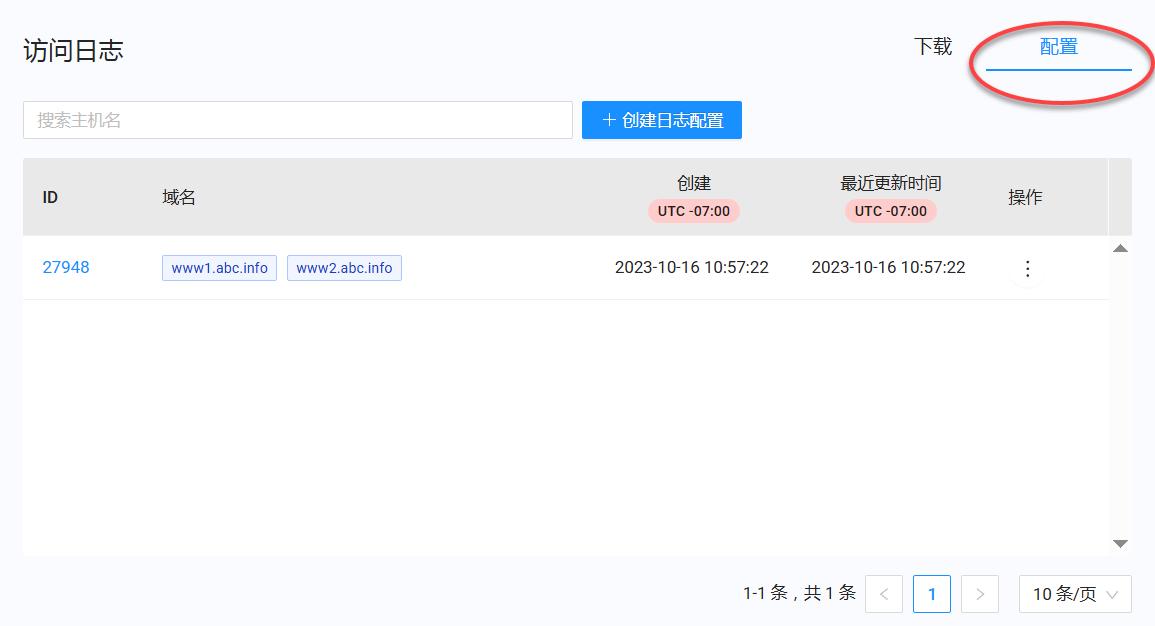 访问日志 下载 配置
搜索主机名 + 创建日志配置
ID 域名 创建 最近更新时间 操作
UTC -07:00 UTC -07:00
27948 www1.abc.info www2.abc.info 2023-10-16 10:57:22 2023-10-16 10:57:22
1-1 条，共 1 条 < 1 > 10 条/页